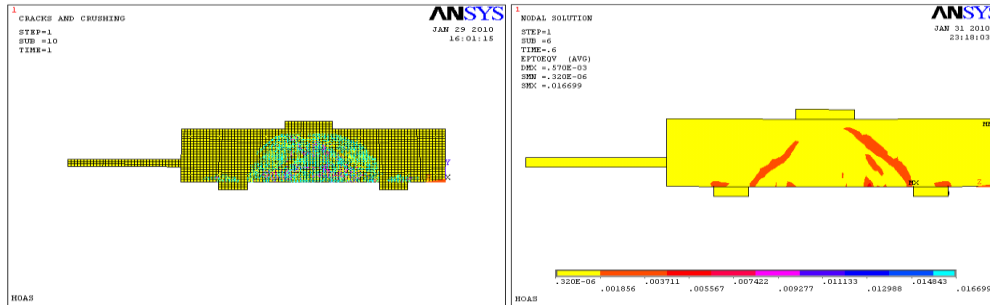 1
CRACKS AND CRUSHING
STEP=1
SUB =10
TIME=1
ANSYS
JAN 29 2010
16:01:15
Y
X
HOAS
1
NODAL SOLUTION
STEP=1
SUB =6
TIME=.6
EPTOEQV (AVG)
DMX =.570E-03
SMN =.320E-06
SMX =.016699
ANSYS
JAN 31 2010
23:18:03
MN
MX
Z
.320E-06 .003711 .007422 .011133 .014843
.001856 .005567 .009277 .012988 .016699
HOAS